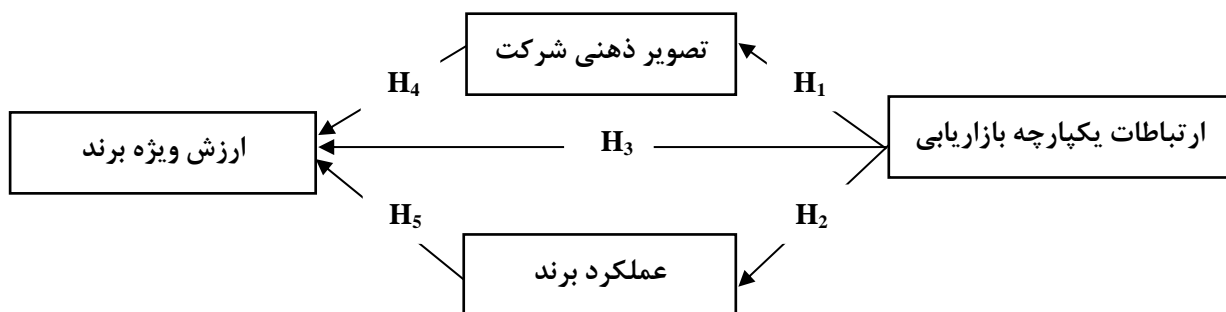 تصویر ذهنی شرکت
H₄
H₁
ارتباطات یکپارچه بازاریابی
ارزش ویژه برند
H₃
H₅
H₂
عملکرد برند